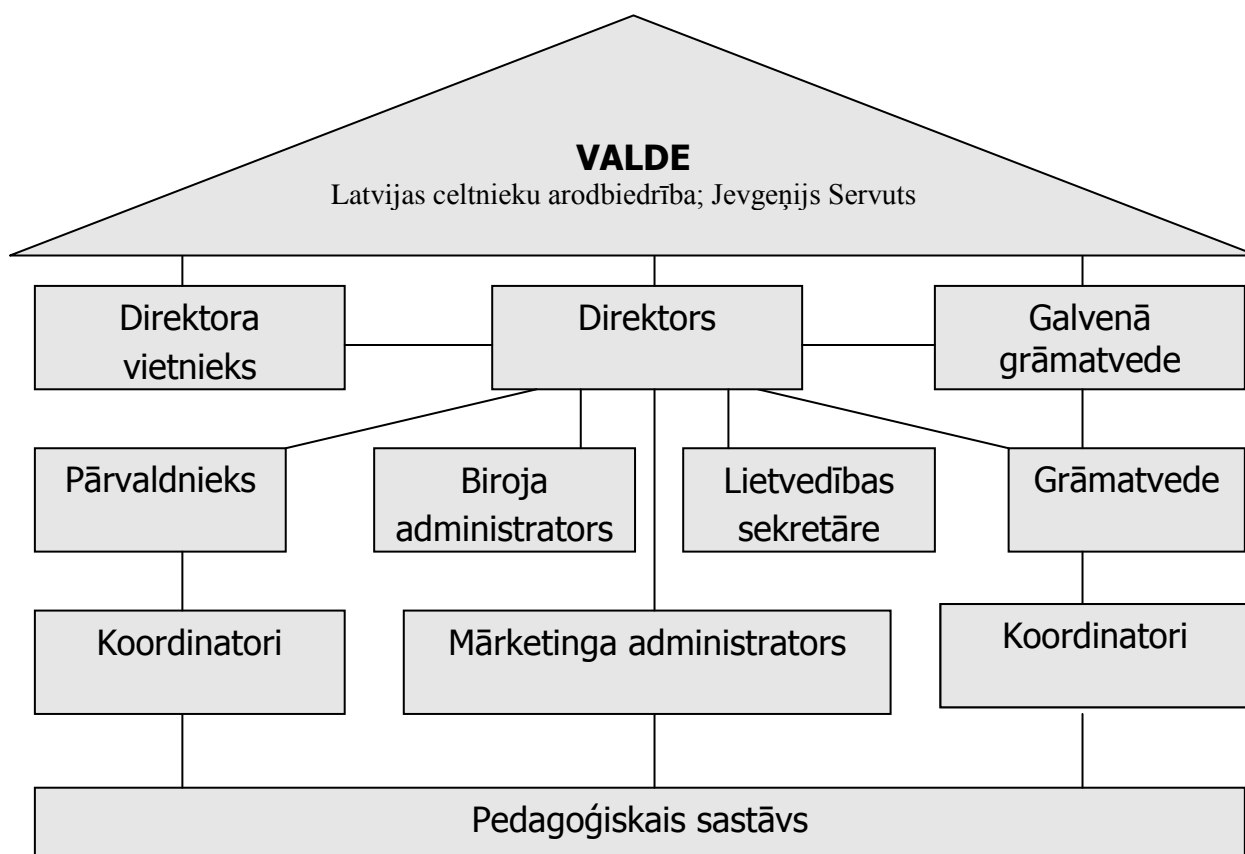 VALDE
Latvijas celtnieku arodbiedrība; Jevgeņijs Servuts
Direktora
vietnieks
Direktors
Galvenā
grāmatvede
Pārvaldnieks
Biroja
administrators
Lietvedības
sekretāre
Grāmatvede
Koordinatori
Mārketinga administrators
Koordinatori
Pedagoģiskais sastāvs